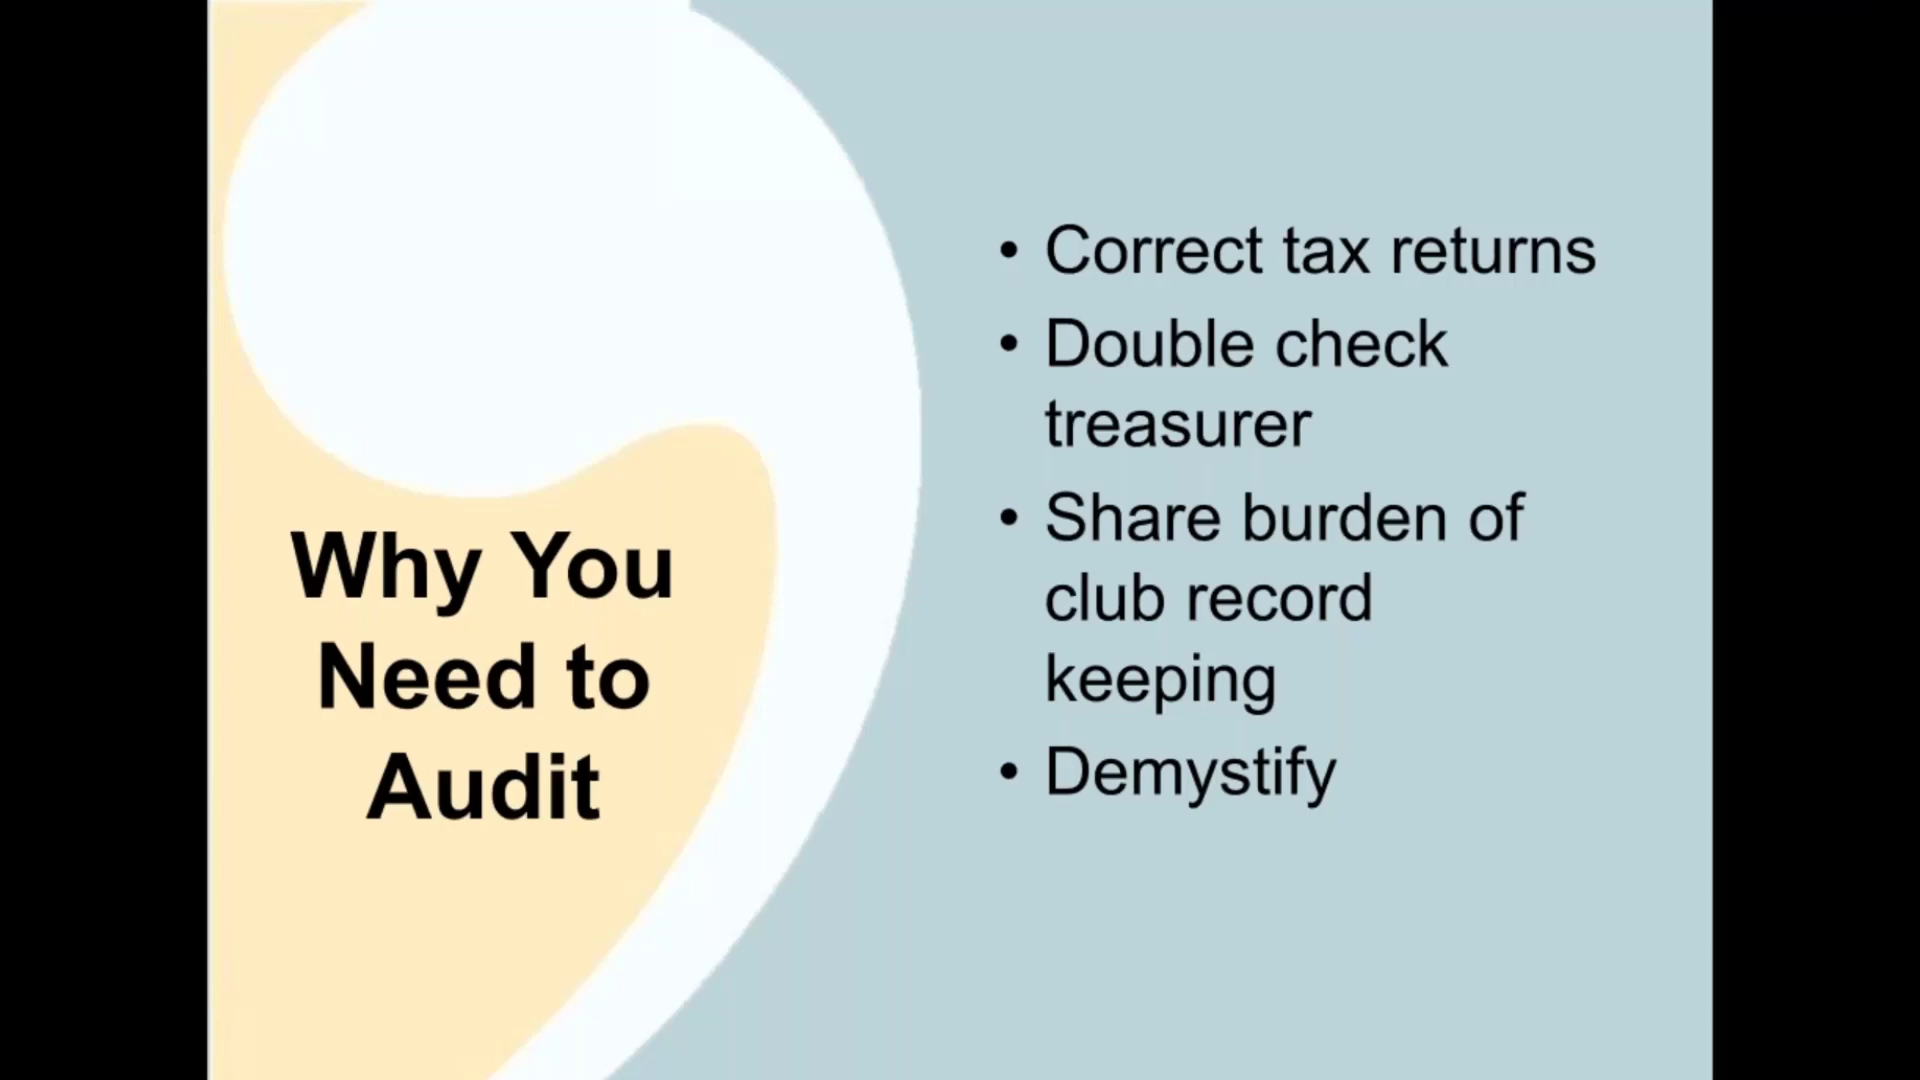 Why You
Need to
Audit
• Correct tax returns
• Double check
treasurer
• Share burden of
club record
keeping
• Demystify